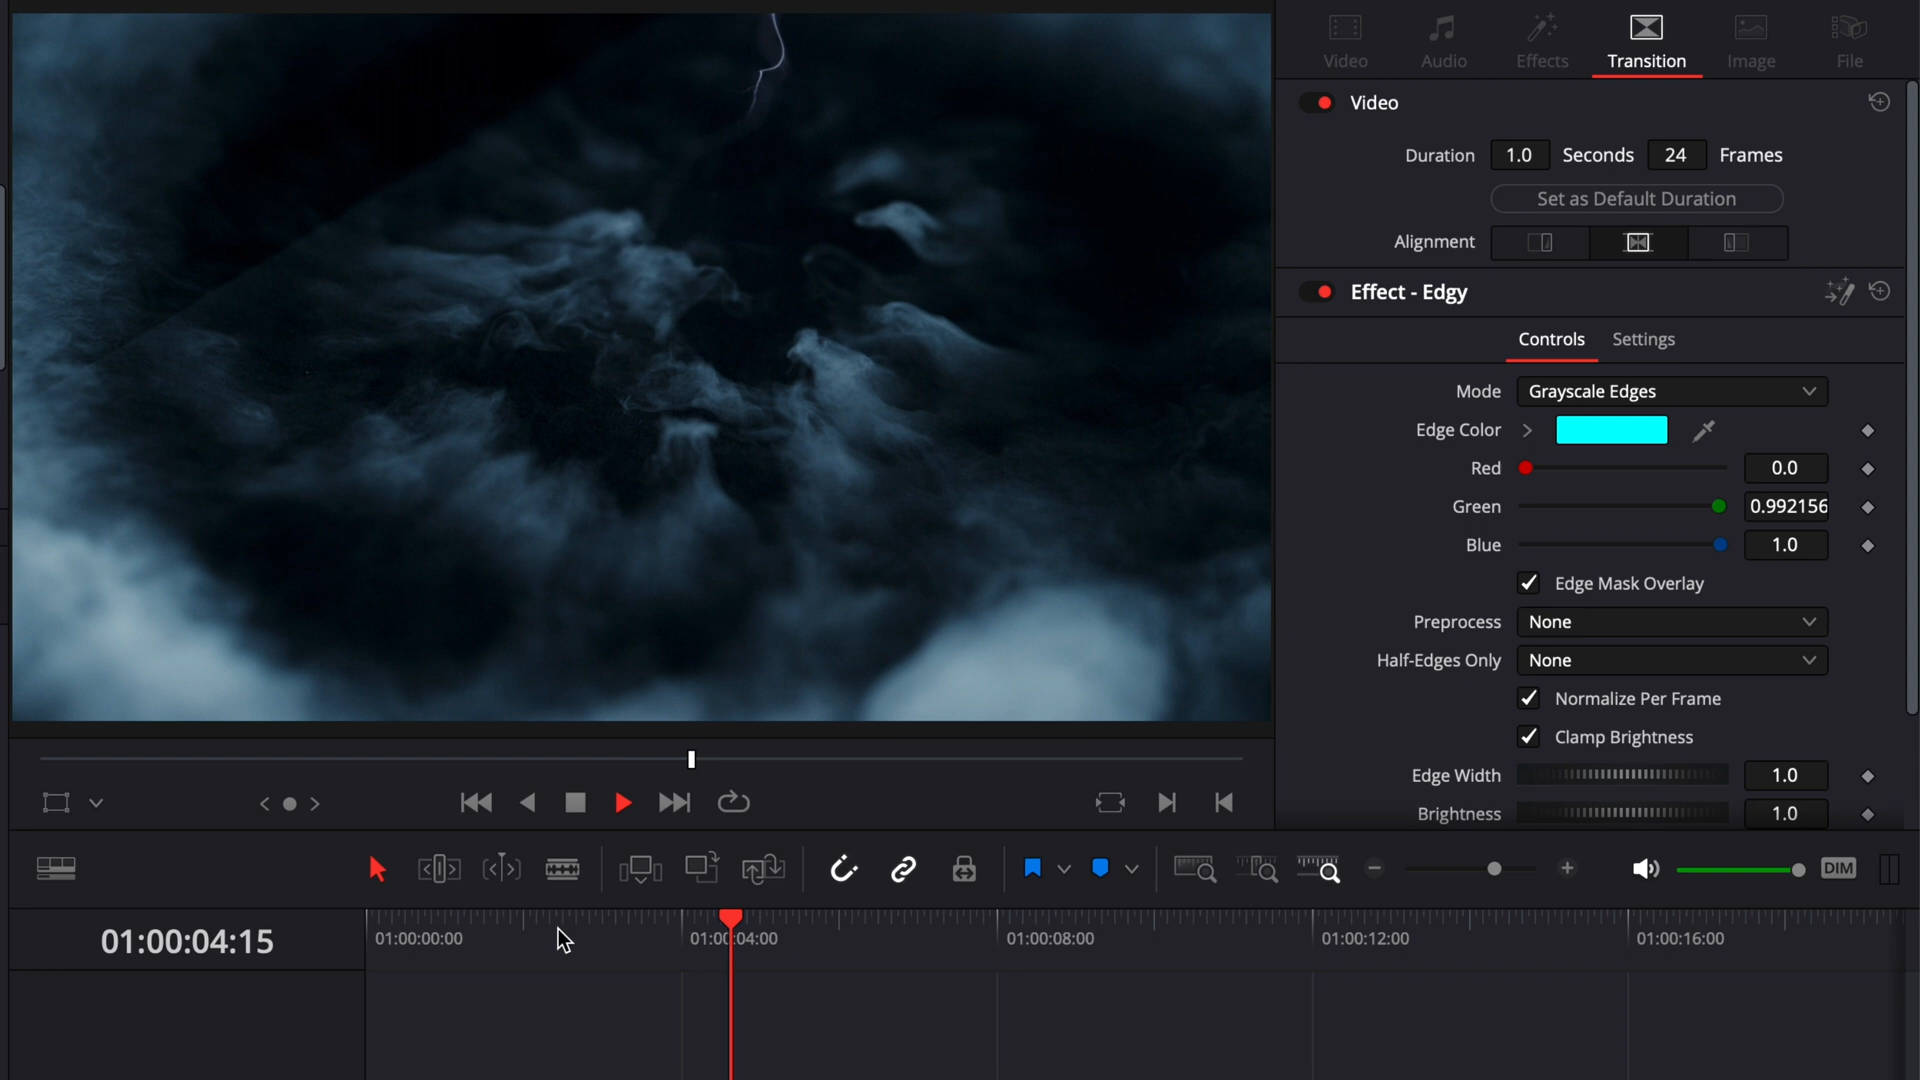 Video Audio Effects Transition Image File
Video
Duration 1.0 Seconds 24 Frames
Set as Default Duration
Alignment
Effect - Edgy
Controls Settings
Mode Grayscale Edges
Edge Color
Red 0.0
Green 0.992156
Blue 1.0
Edge Mask Overlay
Preprocess None
Half-Edges Only None
Normalize Per Frame
Clamp Brightness
Edge Width 1.0
Brightness 1.0
DIM
01:00:04:15
01:00:00:00 01:00:04:00 01:00:08:00 01:00:12:00 01:00:16:00